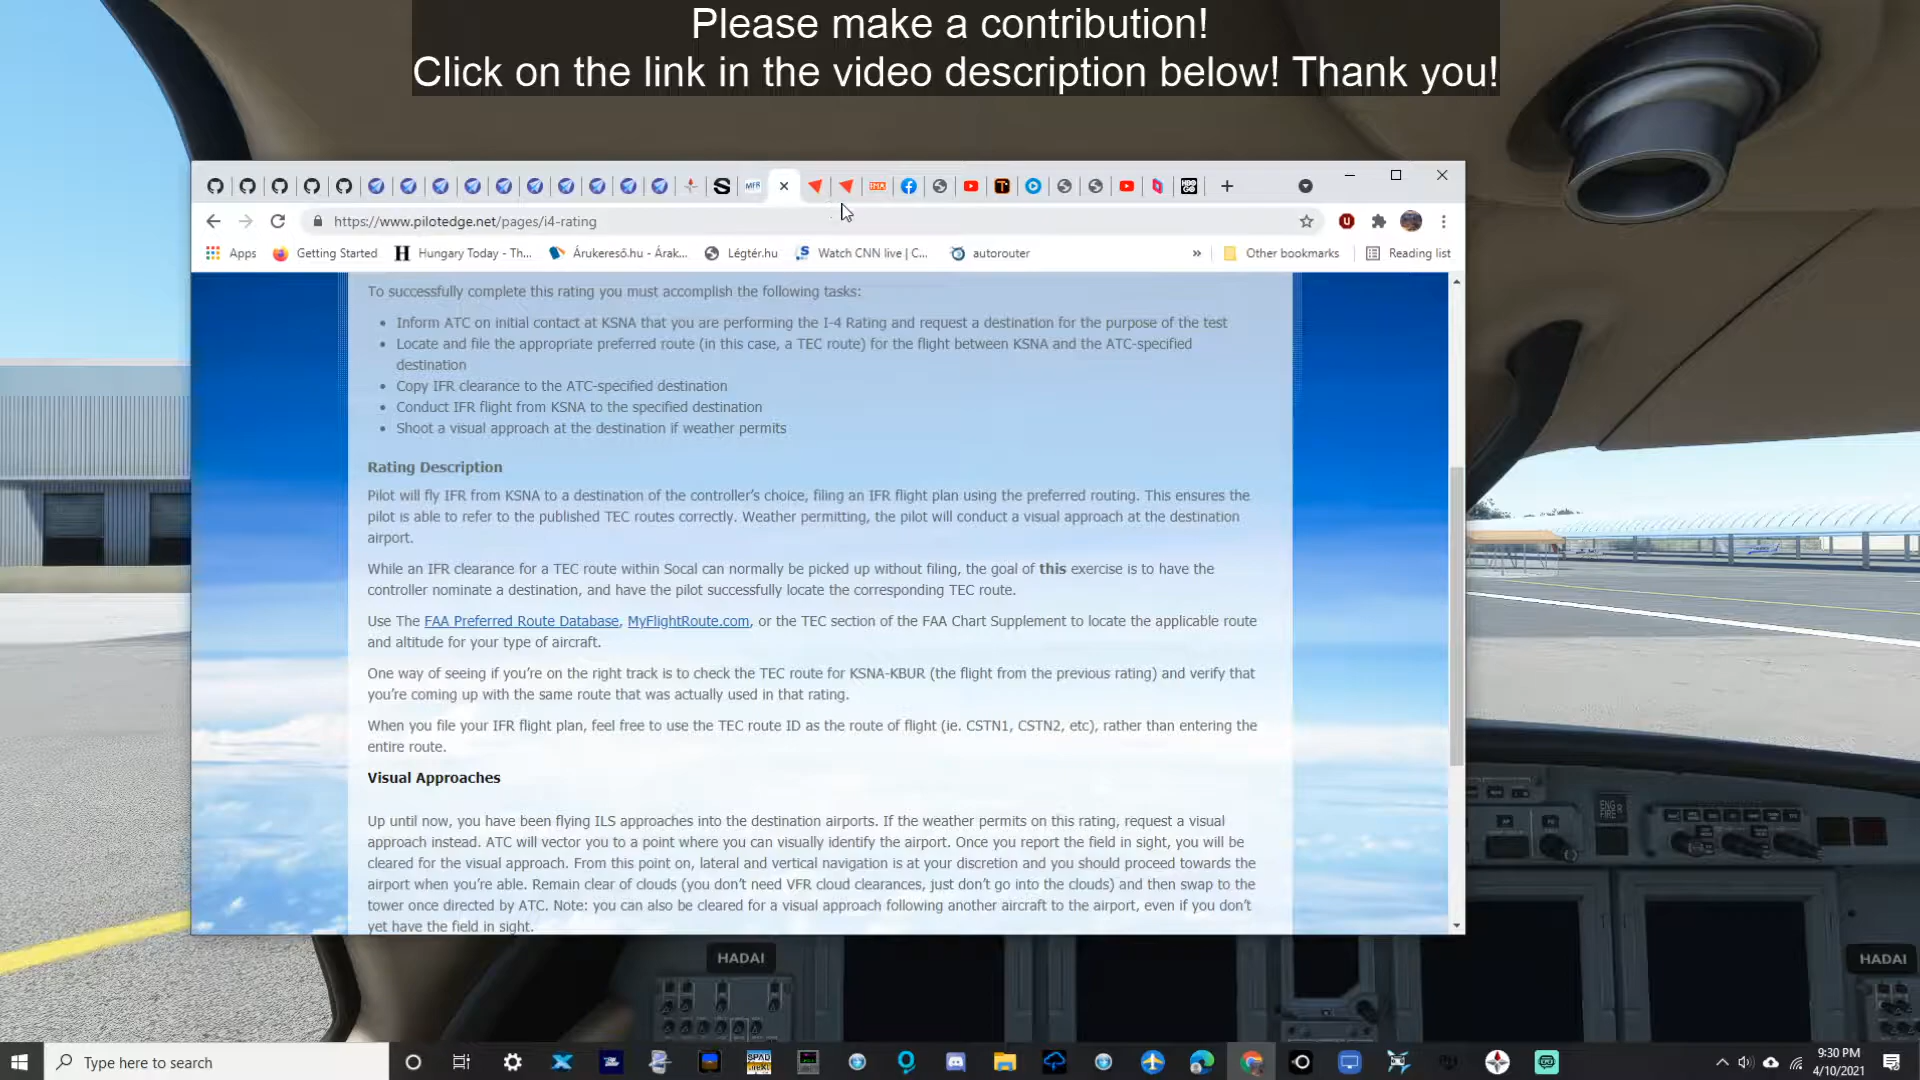 Please make a contribution!
Click on the link in the video description below! Thank you!
MFR
https://www.pilotedge.net/pages/i4-rating
Apps
Getting Started
Hungary Today - Th...
Árukereső.hu - Árak...
Légtér.hu
Watch CNN live | C...
autorouter
»
Other bookmarks
Reading list
To successfully complete this rating you must accomplish the following tasks:
• Inform ATC on initial contact at KSNA that you are performing the I-4 Rating and request a destination for the purpose of the test
• Locate and file the appropriate preferred route (in this case, a TEC route) for the flight between KSNA and the ATC-specified
destination
• Copy IFR clearance to the ATC-specified destination
• Conduct IFR flight from KSNA to the specified destination
• Shoot a visual approach at the destination if weather permits
Rating Description
Pilot will fly IFR from KSNA to a destination of the controller's choice, filing an IFR flight plan using the preferred routing. This ensures the
pilot is able to refer to the published TEC routes correctly. Weather permitting, the pilot will conduct a visual approach at the destination
airport.
While an IFR clearance for a TEC route within Socal can normally be picked up without filing, the goal of this exercise is to have the
controller nominate a destination, and have the pilot successfully locate the corresponding TEC route.
Use The FAA Preferred Route Database, MyFlightRoute.com, or the TEC section of the FAA Chart Supplement to locate the applicable route
and altitude for your type of aircraft.
One way of seeing if you're on the right track is to check the TEC route for KSNA-KBUR (the flight from the previous rating) and verify that
you're coming up with the same route that was actually used in that rating.
When you file your IFR flight plan, feel free to use the TEC route ID as the route of flight (ie. CSTN1, CSTN2, etc), rather than entering the
entire route.
Visual Approaches
Up until now, you have been flying ILS approaches into the destination airports. If the weather permits on this rating, request a visual
approach instead. ATC will vector you to a point where you can visually identify the airport. Once you report the field in sight, you will be
cleared for the visual approach. From this point on, lateral and vertical navigation is at your discretion and you should proceed towards the
airport when you're able. Remain clear of clouds (you don't need VFR cloud clearances, just don't go into the clouds) and then swap to the
tower once directed by ATC. Note: you can also be cleared for a visual approach following another aircraft to the airport, even if you don't
yet have the field in sight.
ENG
FIRE
HADAI
HADAI
Type here to search
SPAD
9:30 PM
4/10/2021